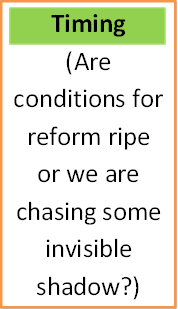 Timing
(Are
conditions for
reform ripe
or we are
chasing some
invisible
shadow?)